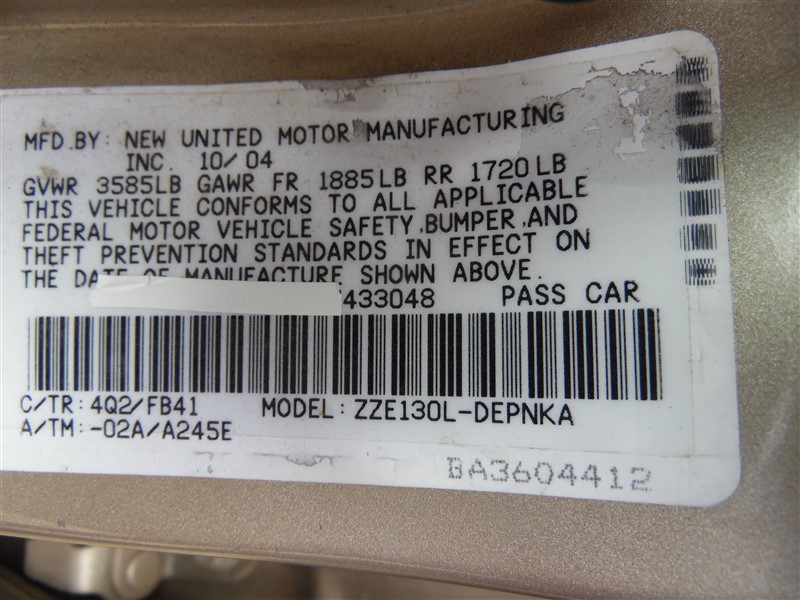 MFD.BY: NEW UNITED MOTOR MANUFACTURING
INC. 10/04
GVWR 3585LB GAWR FR 1885LB RR 1720LB
THIS VEHICLE CONFORMS TO ALL APPLICABLE
FEDERAL MOTOR VEHICLE SAFETY,BUMPER,AND
THEFT PREVENTION STANDARDS IN EFFECT ON
THE DATE OF MANUFACTURE SHOWN ABOVE.
433048 PASS CAR
C/TR: 4Q2/FB41 MODEL: ZZE130L-DEPNKA
A/TM: -02A/A245E
BA3604412